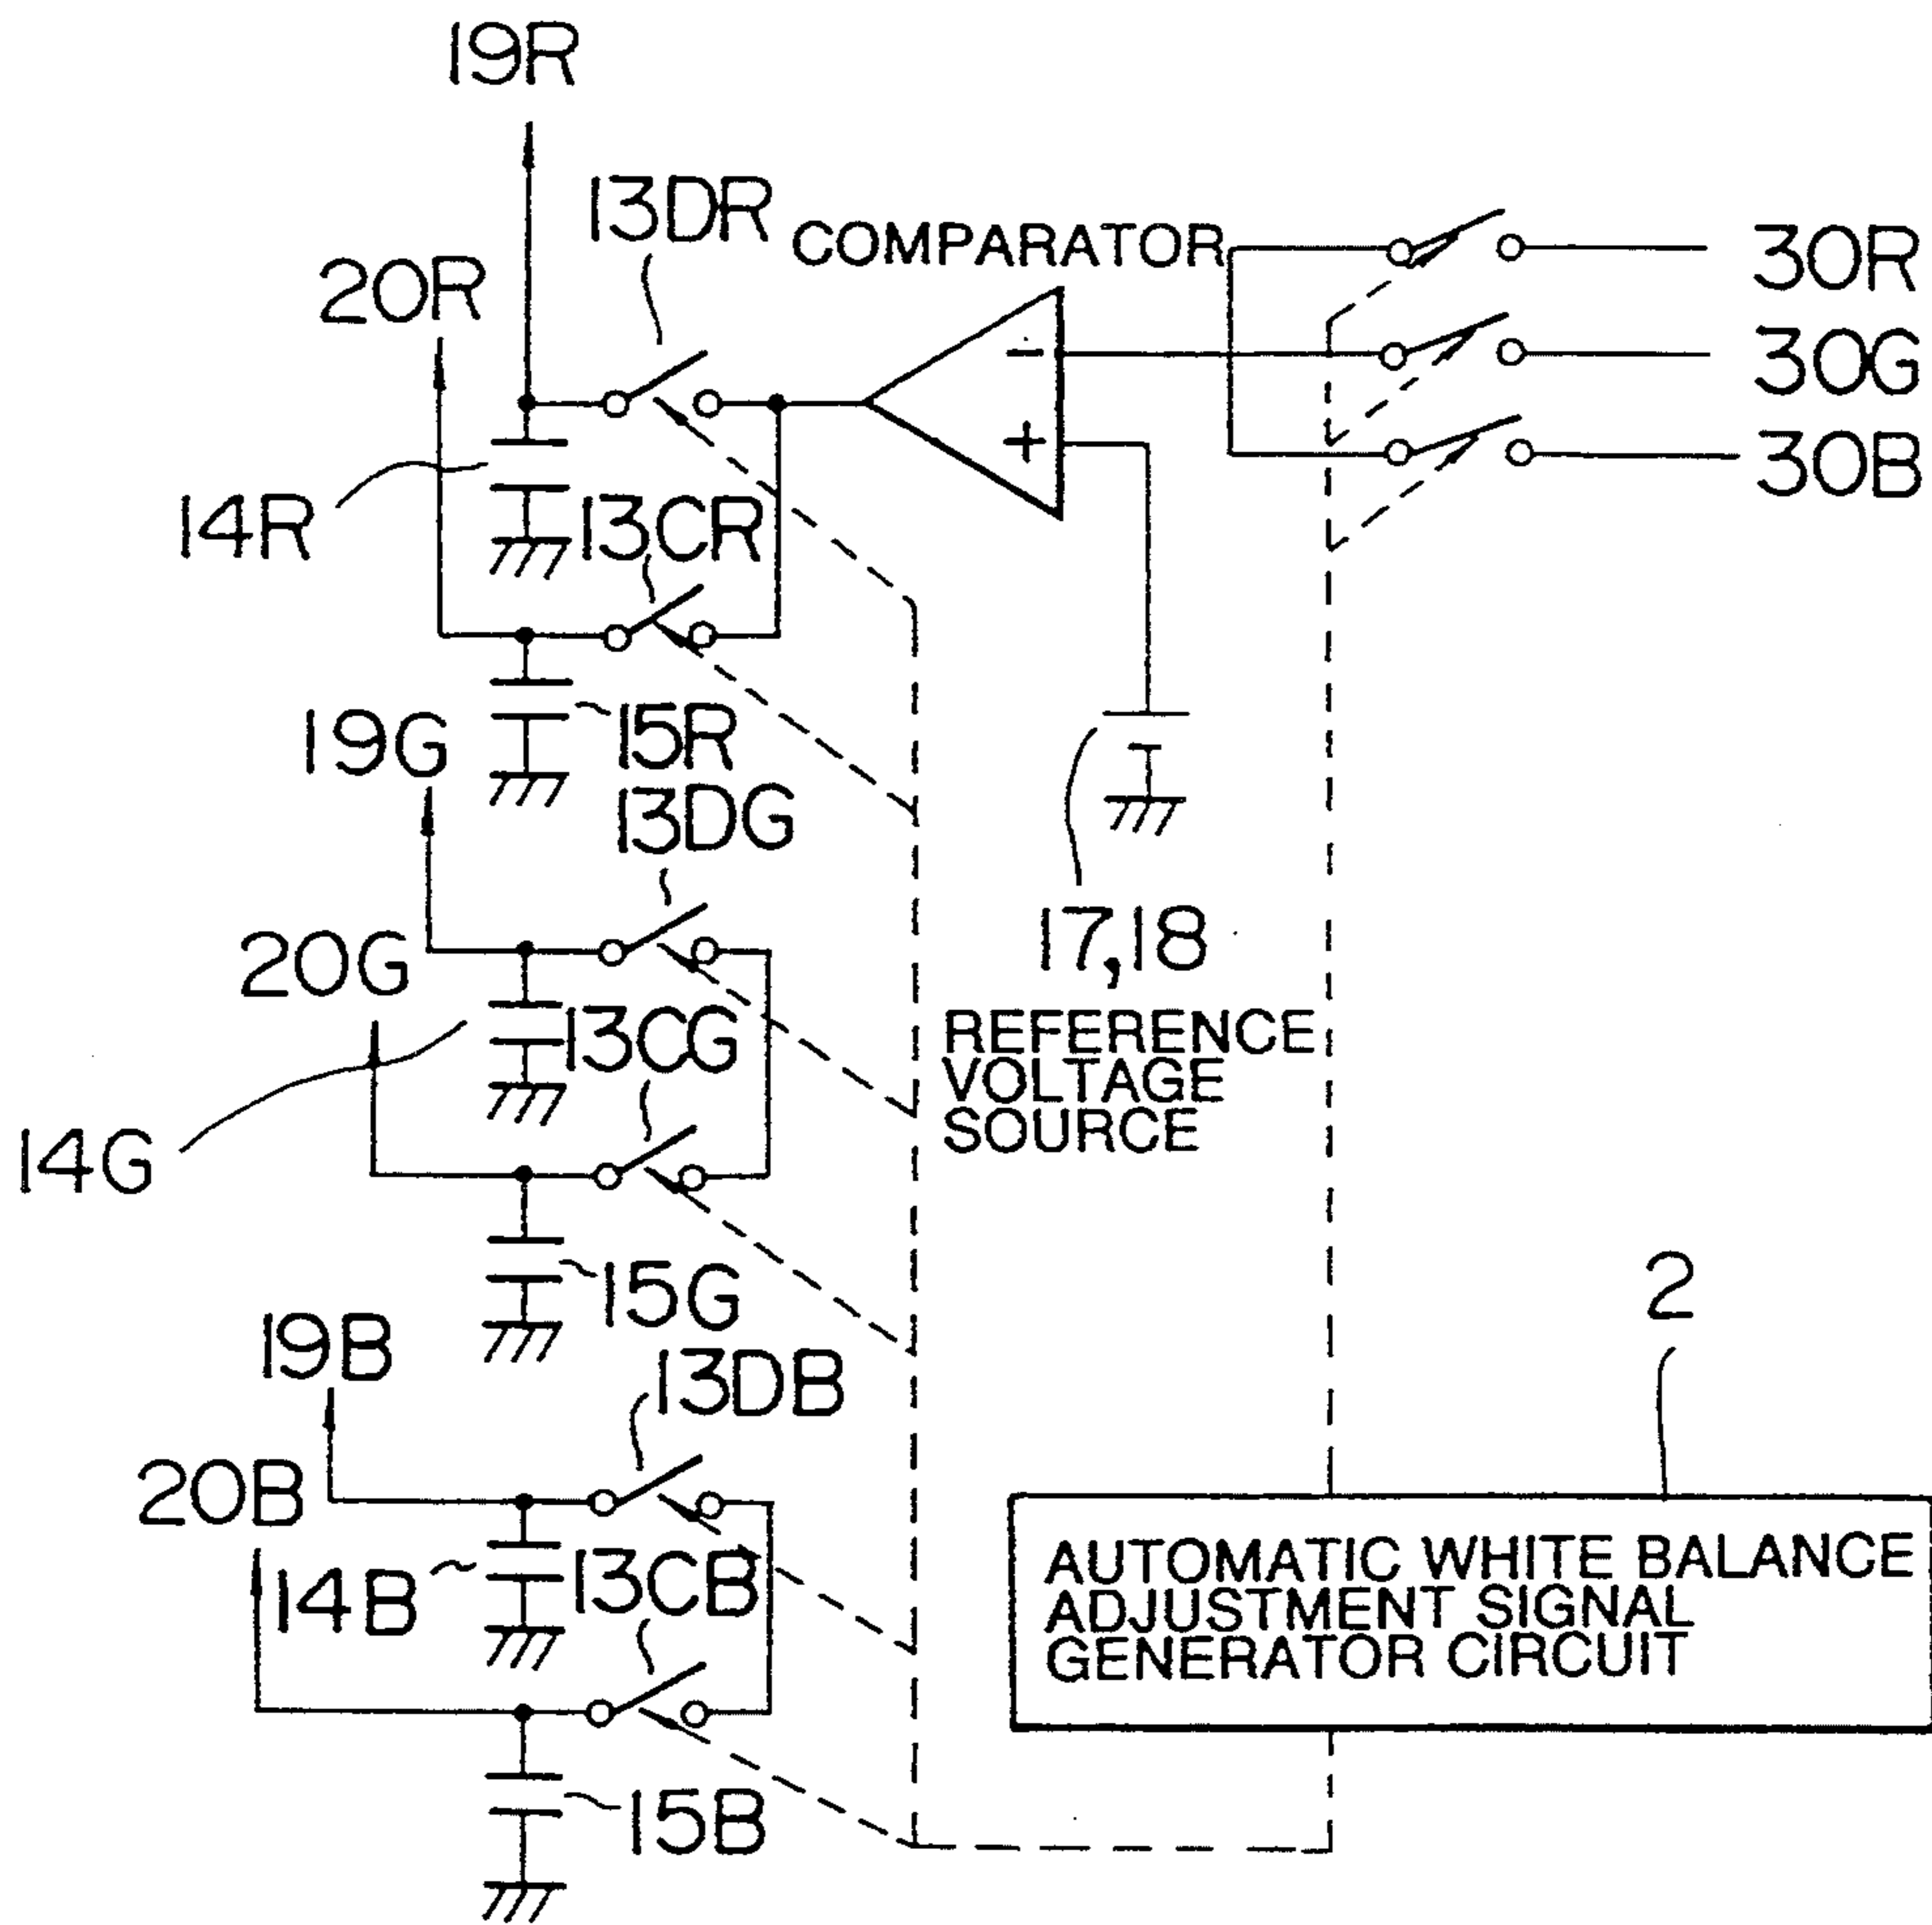 19R
13DR
COMPARATOR
20R
30R
30G
30B
-
+
14R
13CR
19G
15R
13DG
17,18
REFERENCE
VOLTAGE
SOURCE
20G
13CG
14G
15G
2
19B
13DB
20B
14B
13CB
AUTOMATIC WHITE BALANCE
ADJUSTMENT SIGNAL
GENERATOR CIRCUIT
15B